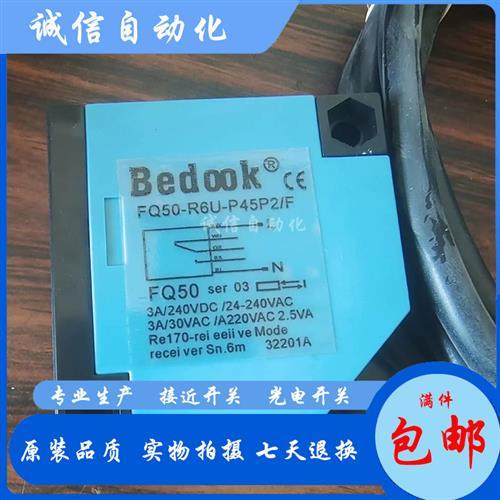 诚信自动化
Bedook® CE
FQ50-R6U-P45P2/F
诚信自动化
N
FQ50 ser 03
3A/240VDC /24-240VAC
3A/30VAC /A220VAC 2.5VA
Re170-rei eeii ve Mode
recei ver Sn.6m 32201A
专业生产 接近开关 光电开关
满件
包邮
原装品质 实物拍摄 七天退换